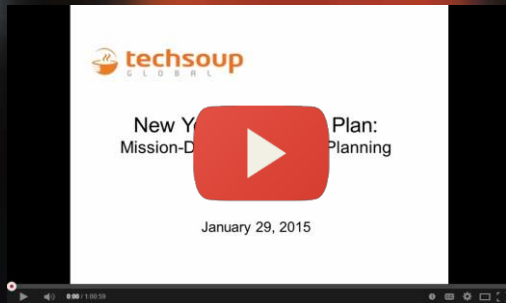 techsoup
GLOBAL
New Y Plan:
Mission-D Planning
January 29, 2015
0:00 / 1:00:59